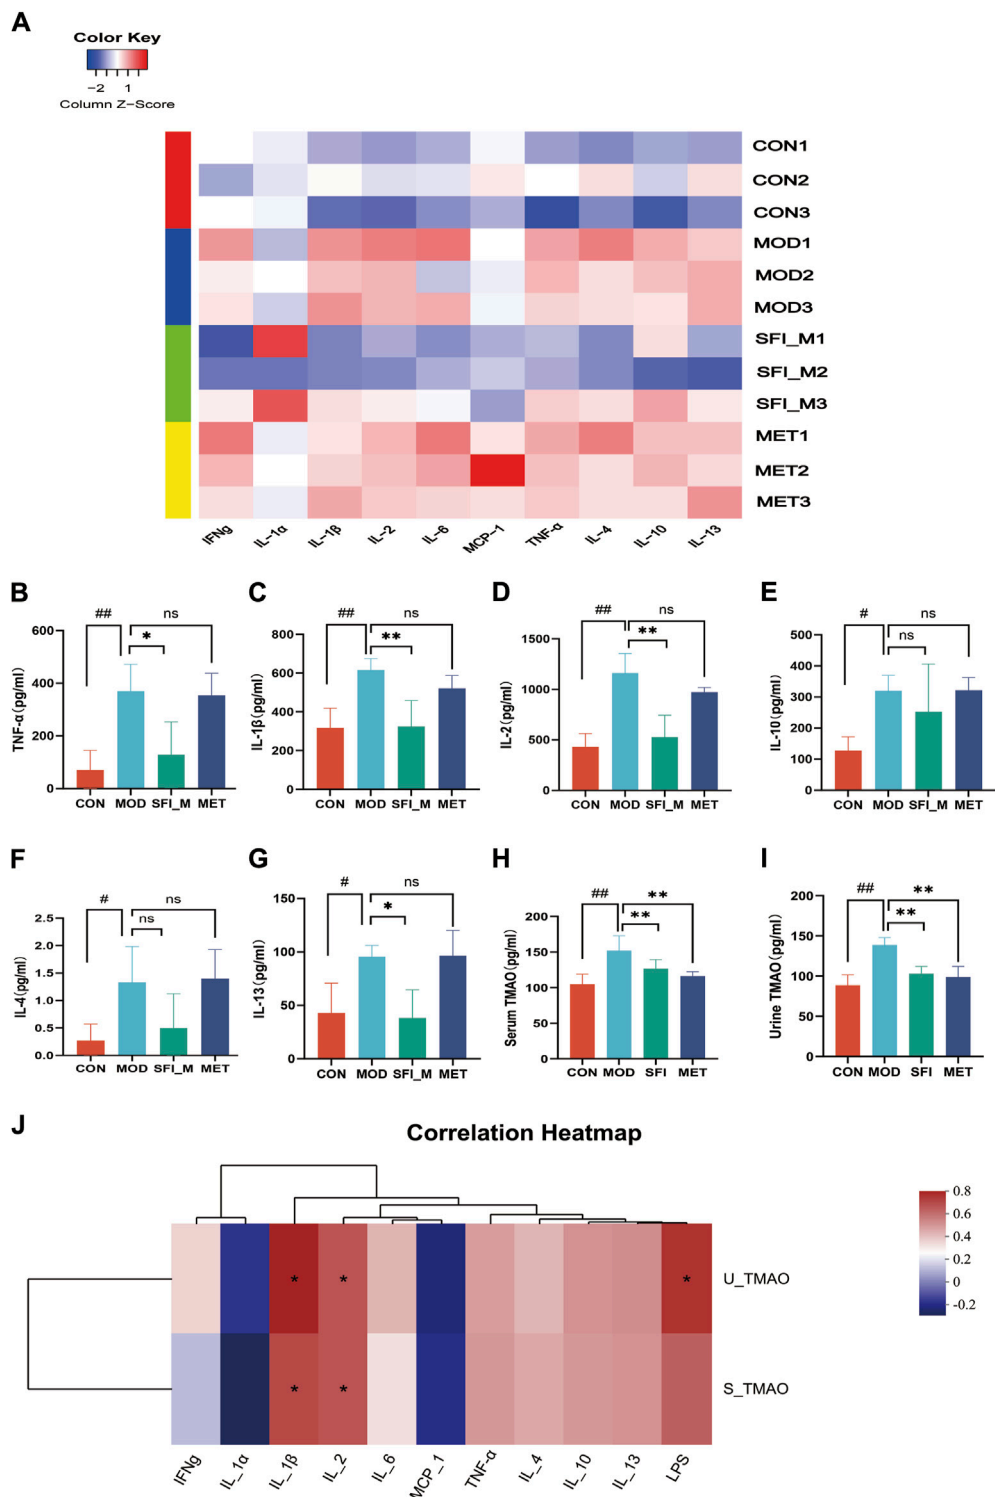 A
Color Key
−2 1
Column Z−Score
CON1
CON2
CON3
MOD1
MOD2
MOD3
SFI_M1
SFI_M2
SFI_M3
MET1
MET2
MET3
IFNg IL−1α IL−1β IL−2 IL−6 MCP−1 TNF-α IL−4 IL−10 IL−13
B
## ns
*
600
400
200
0
TNF-α(pg/ml)
CON MOD SFI_M MET
C
## ns
**
800
600
400
200
0
IL-1β(pg/ml)
CON MOD SFI_M MET
D
## ns
**
1500
1000
500
0
IL-2(pg/ml)
CON MOD SFI_M MET
E
# ns
ns
500
400
300
200
100
0
IL-10(pg/ml)
CON MOD SFI_M MET
F
# ns
ns
2.5
2.0
1.5
1.0
0.5
0.0
IL-4(pg/ml)
CON MOD SFI_M MET
G
# ns
*
150
100
50
0
IL-13(pg/ml)
CON MOD SFI_M MET
H
## **
**
200
150
100
50
0
Serum TMAO(pg/ml)
CON MOD SFI MET
I
## **
**
200
150
100
50
0
Urine TMAO(pg/ml)
CON MOD SFI MET
J
Correlation Heatmap
0.8
0.6
0.4
0.2
0
-0.2
* * * U_TMAO
* * S_TMAO
IFNg IL_1α IL_1β IL_2 IL_6 MCP_1 TNF-α IL_4 IL_10 IL_13 LPS